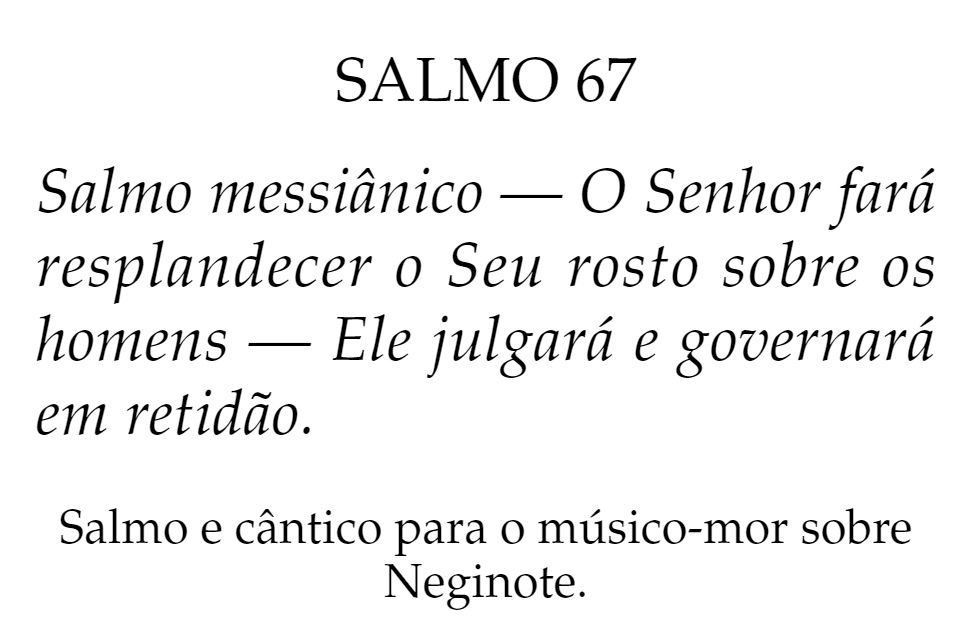 SALMO 67
Salmo messiânico — O Senhor fará
resplandecer o Seu rosto sobre os
homens — Ele julgará e governará
em retidão.
Salmo e cântico para o músico-mor sobre
Neginote.